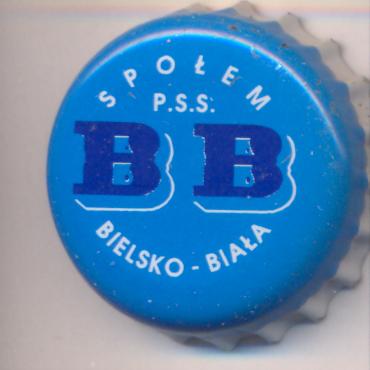 SPOŁEM
P.S.S.
BB
BIELSKO-BIAŁA